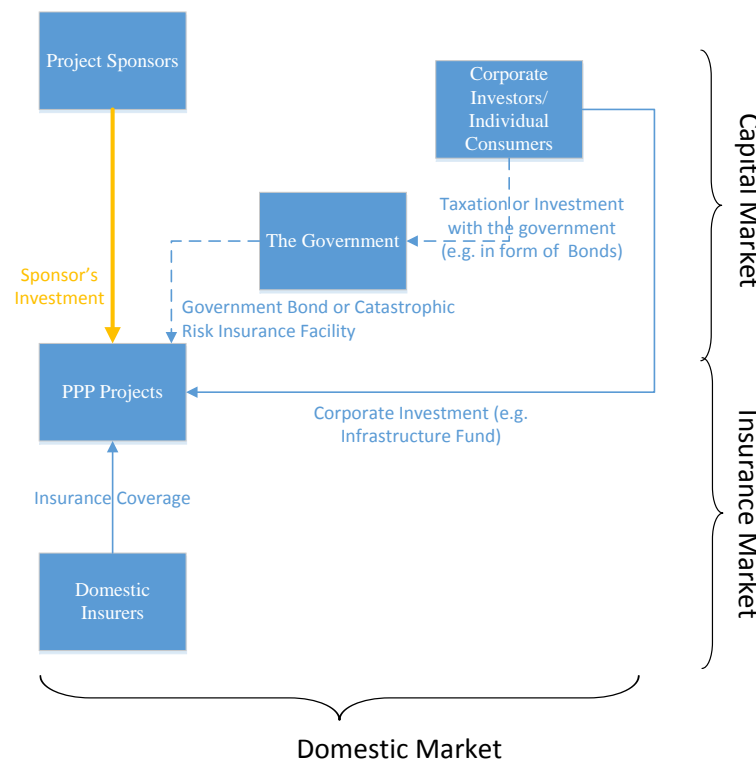 Project Sponsors
Corporate
Investors/
Individual
Consumers
Capital Market
Taxation or Investment
with the government
(e.g. in form of Bonds)
The Government
Sponsor’s
Investment
Government Bond or Catastrophic
Risk Insurance Facility
PPP Projects
Corporate Investment (e.g.
Infrastructure Fund)
Insurance Market
Insurance Coverage
Domestic
Insurers
Domestic Market